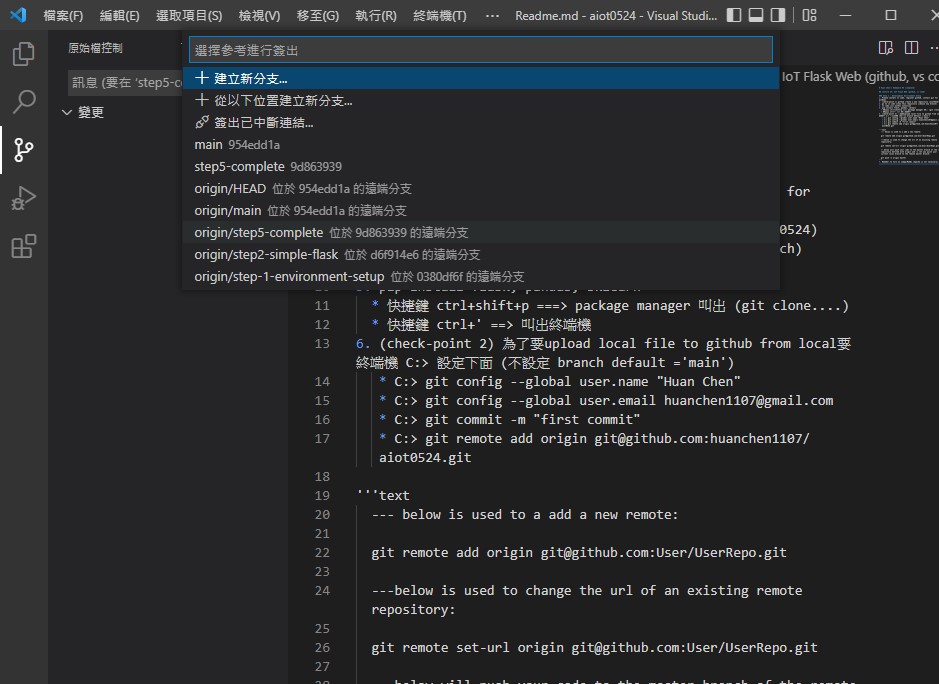 檔案(F) 編輯(E) 選取項目(S) 檢視(V) 移至(G) 執行(R) 終端機(T) ··· Readme.md - aiot0524 - Visual Studi...
原始檔控制
選擇參考進行簽出
訊息 (要在 'step5-c
變更
建立新分支...
從以下位置建立新分支...
簽出已中斷連結...
main 954edd1a
step5-complete 9d863939
origin/HEAD 位於 954edd1a 的遠端分支
origin/main 位於 954edd1a 的遠端分支
origin/step5-complete 位於 9d863939 的遠端分支
origin/step2-simple-flask 位於 d6f914e6 的遠端分支
origin/step-1-environment-setup 位於 0380df6f 的遠端分支
IoT Flask Web (github, vs co
for
0524)
ch)
11 * 快捷鍵 ctrl+shift+p ===> package manager 叫出 (git clone....)
12 * 快捷鍵 ctrl+' ==> 叫出終端機
13 6. (check-point 2) 為了要upload local file to github from local要
終端機 C:> 設定下面 (不設定 branch default ='main')
14 * C:> git config --global user.name "Huan Chen"
15 * C:> git config --global user.email huanchen1107@gmail.com
16 * C:> git commit -m "first commit"
17 * C:> git remote add origin git@github.com:huanchen1107/
aiot0524.git
18
19 '''text
20 --- below is used to a add a new remote:
21
22 git remote add origin git@github.com:User/UserRepo.git
23
24 ---below is used to change the url of an existing remote
repository:
25
26 git remote set-url origin git@github.com:User/UserRepo.git
27